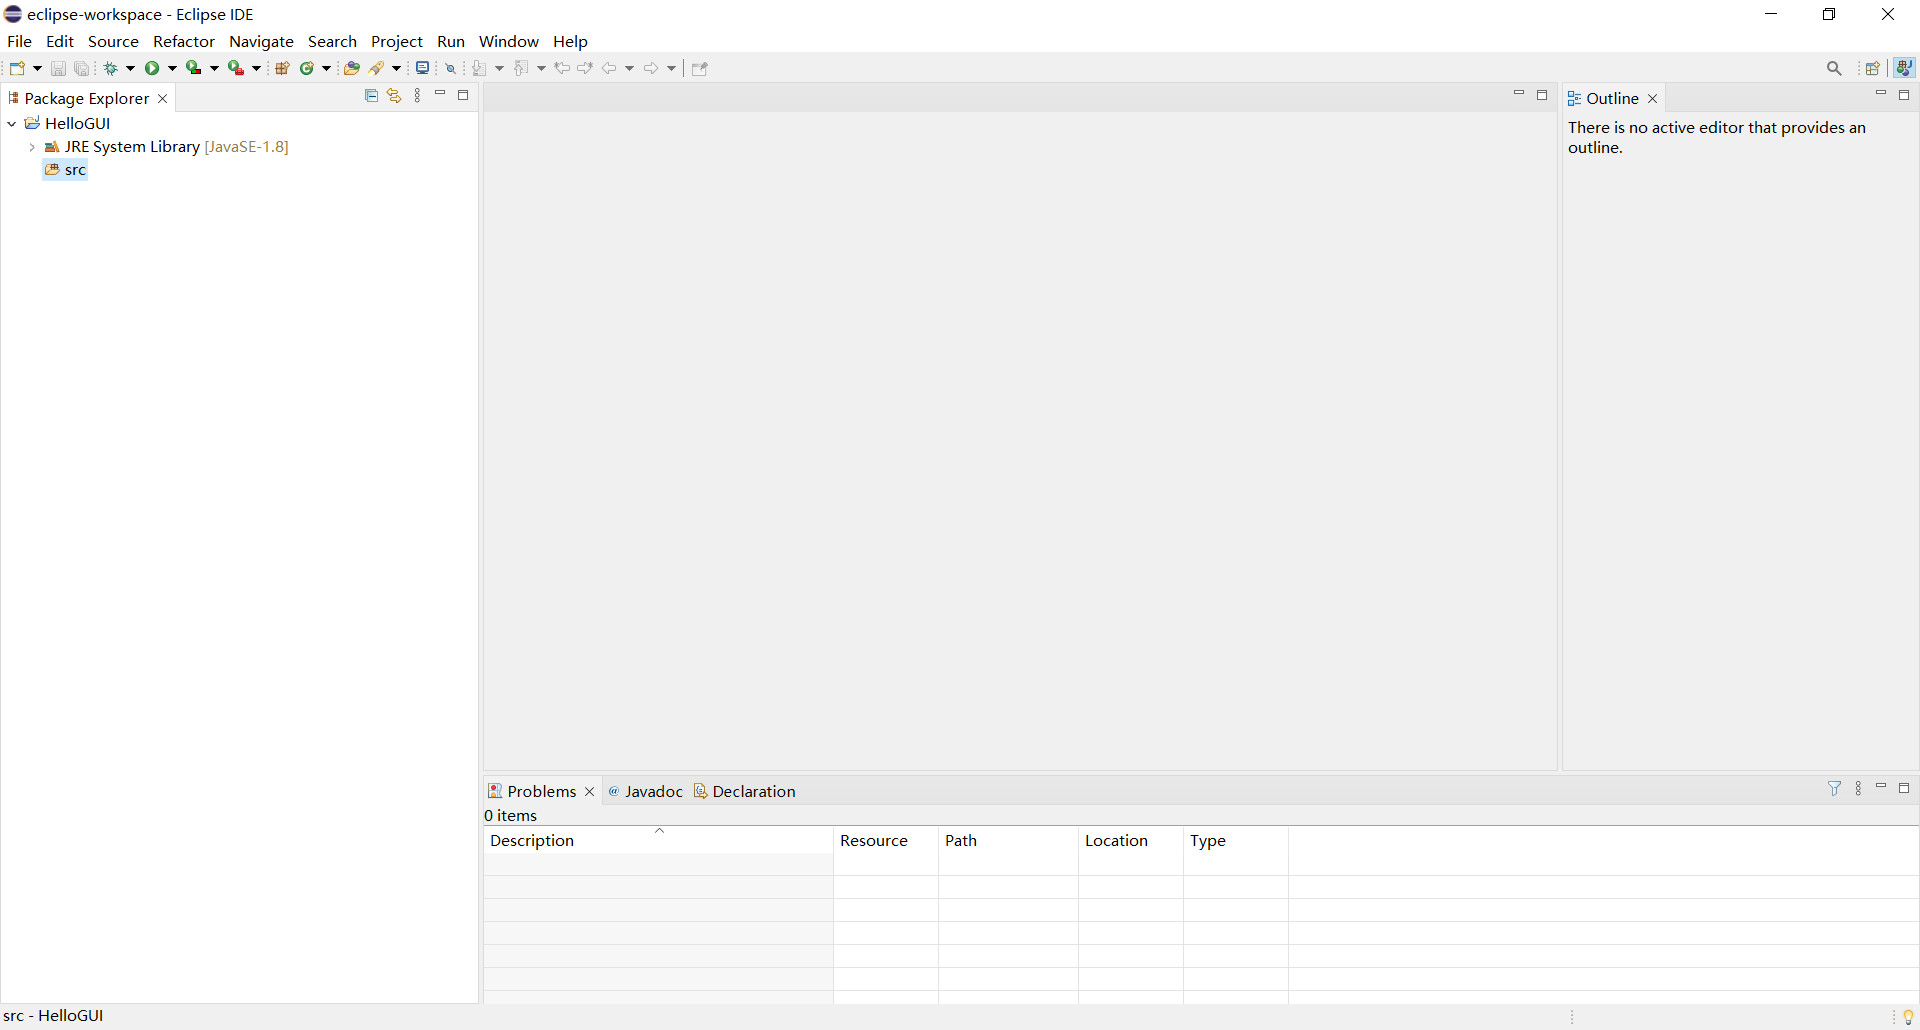 eclipse-workspace - Eclipse IDE
File Edit Source Refactor Navigate Search Project Run Window Help
Package Explorer
HelloGUI
JRE System Library [JavaSE-1.8]
src
Outline
There is no active editor that provides an
outline.
Problems Javadoc Declaration
0 items
Description Resource Path Location Type
src - HelloGUI